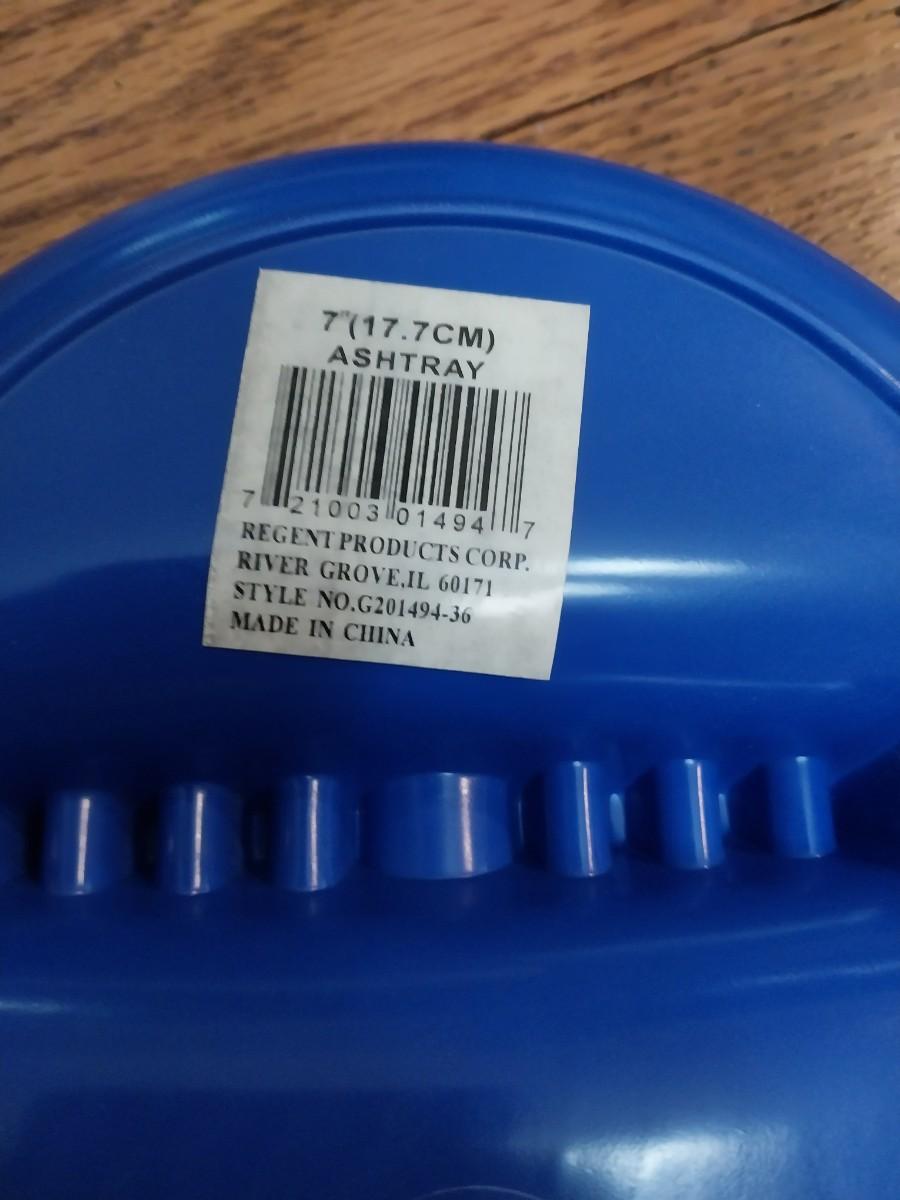 7"(17.7CM)
ASHTRAY
7 21003 01494 7
REGENT PRODUCTS CORP.
RIVER GROVE,IL 60171
STYLE NO.G201494-36
MADE IN CHINA